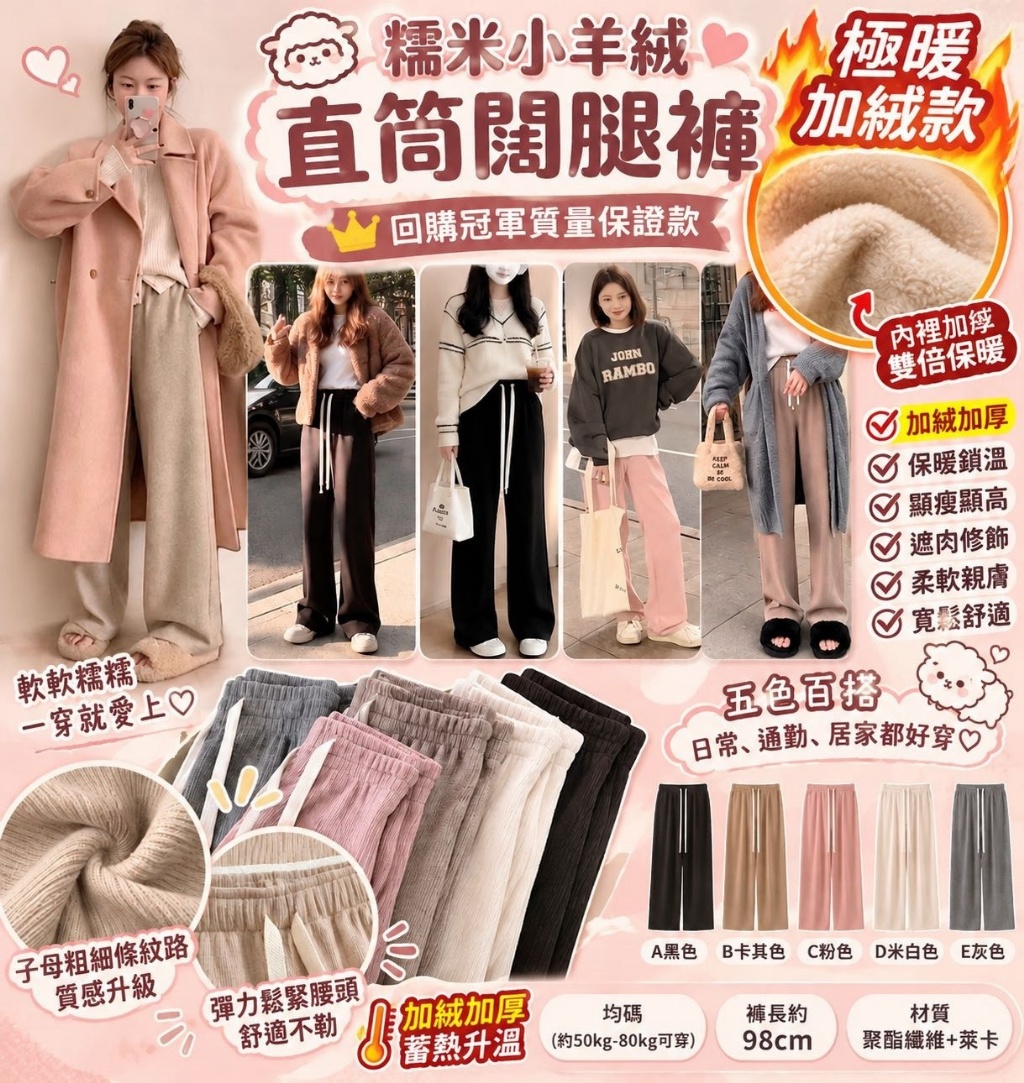 糯米小羊絨
直筒闊腿褲
回購冠軍質量保證款
極暖
加絨款
雙倍保暖
加絨加厚
保暖鎖溫
顯瘦顯高
遮肉修飾
柔軟親膚
寬鬆舒適
JOHN
RAMBO
KEEP
CALM
BE COOL
軟軟糯糯
一穿就愛上
五色百搭
日常、通勤、居家都好穿
A黑色
B卡其色
C粉色
D米白色
E灰色
子母粗細條紋路
質感升級
彈力鬆緊腰頭
舒適不勒
加絨加厚
蓄熱升溫
均碼
(約50kg-80kg可穿)
褲長約
98cm
材質
聚酯纖維+萊卡